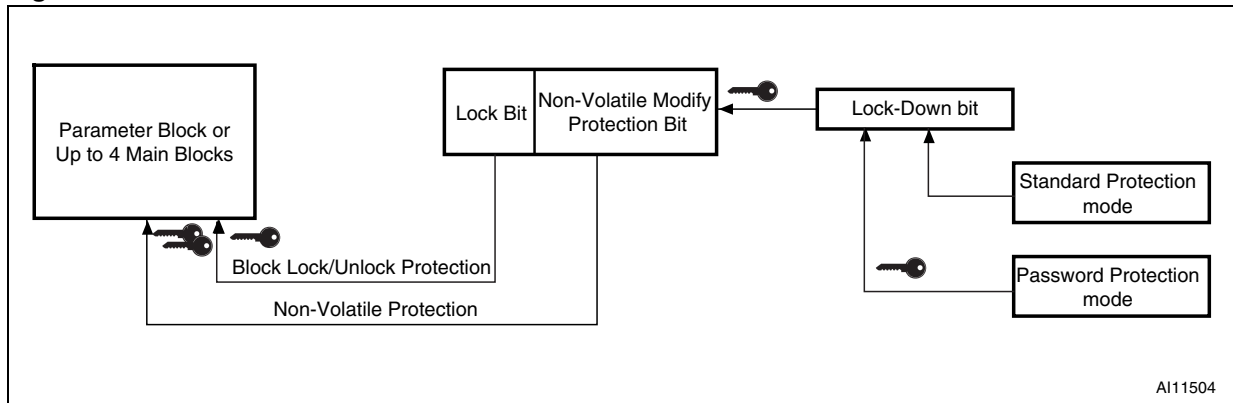 Parameter Block or
Up to 4 Main Blocks
Lock Bit
Non-Volatile Modify
Protection Bit
Lock-Down bit
Standard Protection
mode
Password Protection
mode
Block Lock/Unlock Protection
Non-Volatile Protection
AI11504